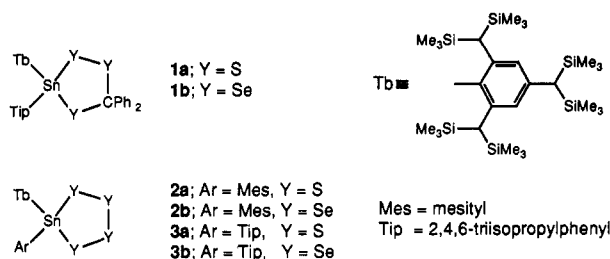 Tb Y Y
Sn
Tip Y CPh2
1a; Y = S
1b; Y = Se
Tb≡
Me3Si SiMe3
SiMe3
SiMe3
Me3Si SiMe3
Tb Y Y
Sn
Ar Y Y
2a; Ar = Mes, Y = S
2b; Ar = Mes, Y = Se
3a; Ar = Tip, Y = S
3b; Ar = Tip, Y = Se
Mes = mesityl
Tip = 2,4,6-triisopropylphenyl